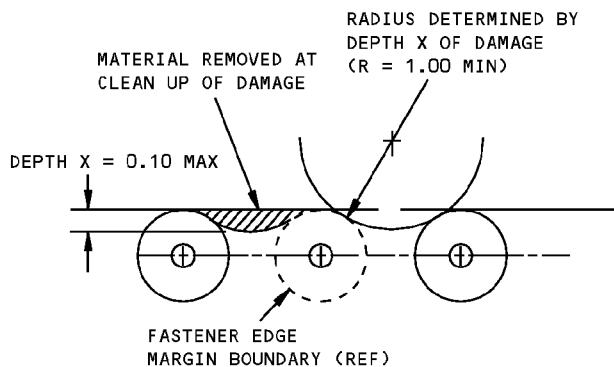 RADIUS DETERMINED BY
DEPTH X OF DAMAGE
(R = 1.00 MIN)
MATERIAL REMOVED AT
CLEAN UP OF DAMAGE
DEPTH X = 0.10 MAX
FASTENER EDGE
MARGIN BOUNDARY (REF)